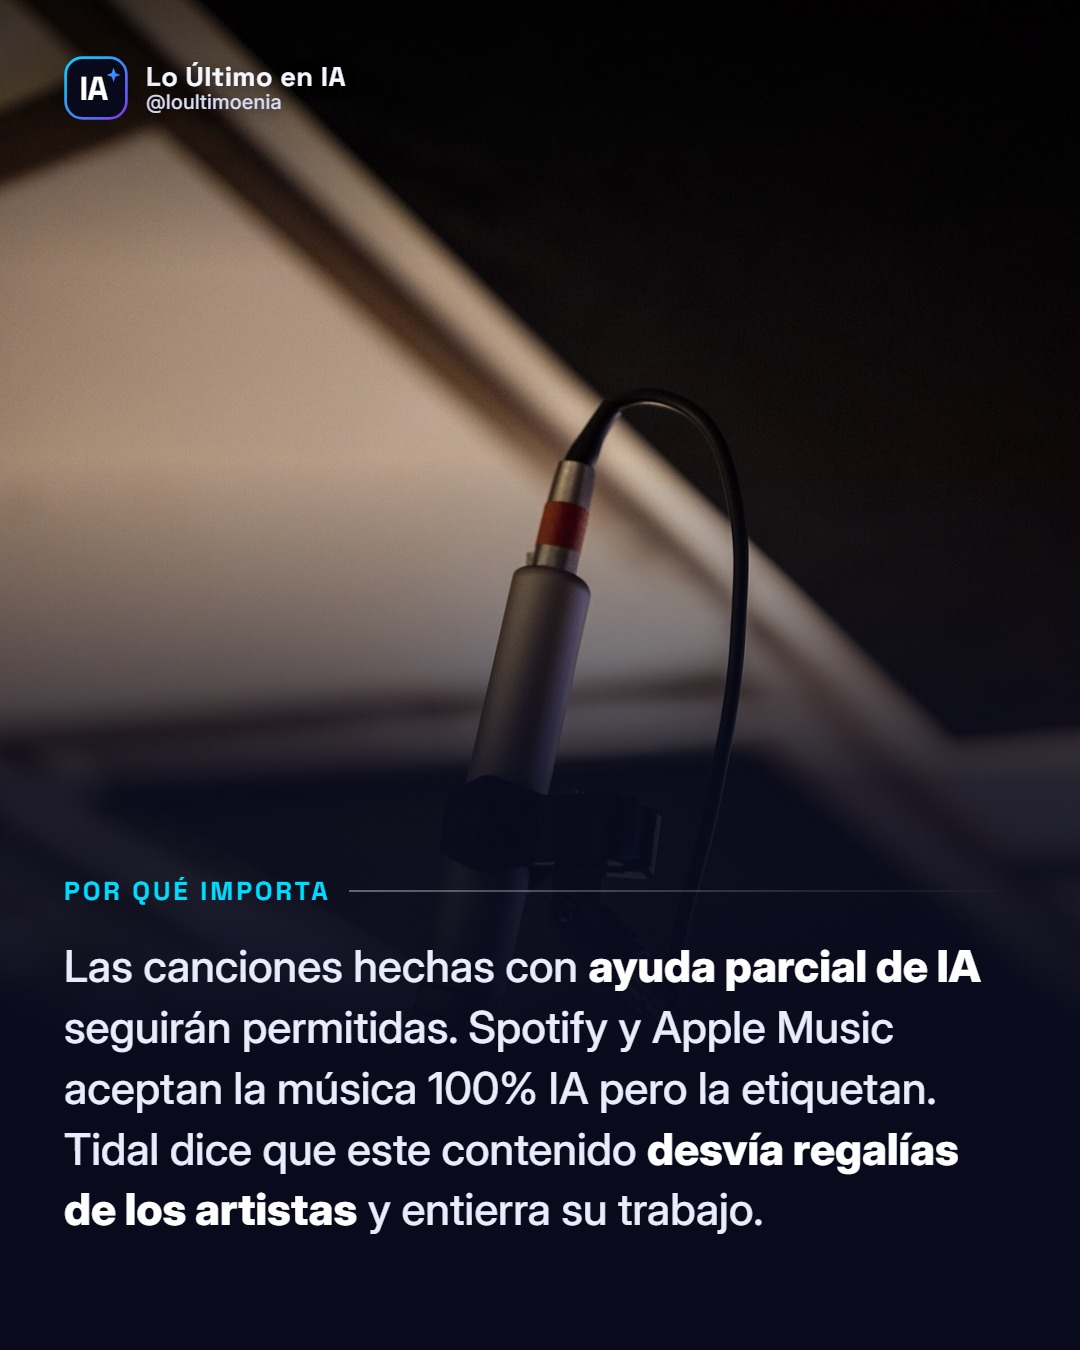 IA
Lo Último en IA
@loultimoenia
POR QUÉ IMPORTA
Las canciones hechas con ayuda parcial de IA
seguirán permitidas. Spotify y Apple Music
aceptan la música 100% IA pero la etiquetan.
Tidal dice que este contenido desvía regalías
de los artistas y entierra su trabajo.